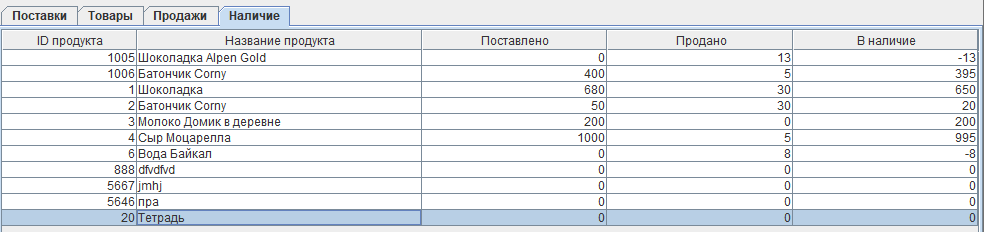 Поставки Товары Продажи Наличие
ID продукта Название продукта Поставлено Продано В наличие
1005 Шоколадка Alpen Gold 0 13 -13
1006 Батончик Corny 400 5 395
1 Шоколадка 680 30 650
2 Батончик Corny 50 30 20
3 Молоко Домик в деревне 200 0 200
4 Сыр Моцарелла 1000 5 995
6 Вода Байкал 0 8 -8
888 dfvdfvd 0 0 0
5667 jmhj 0 0 0
5646 пра 0 0 0
20 Тетрадь 0 0 0